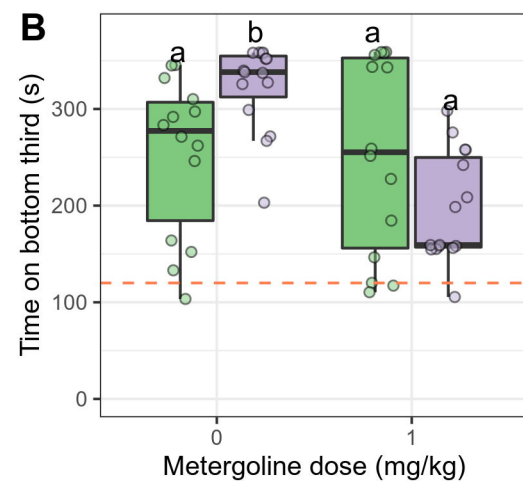 B
a
b
a
a
Time on bottom third (s)
300
200
100
0
0
1
Metergoline dose (mg/kg)